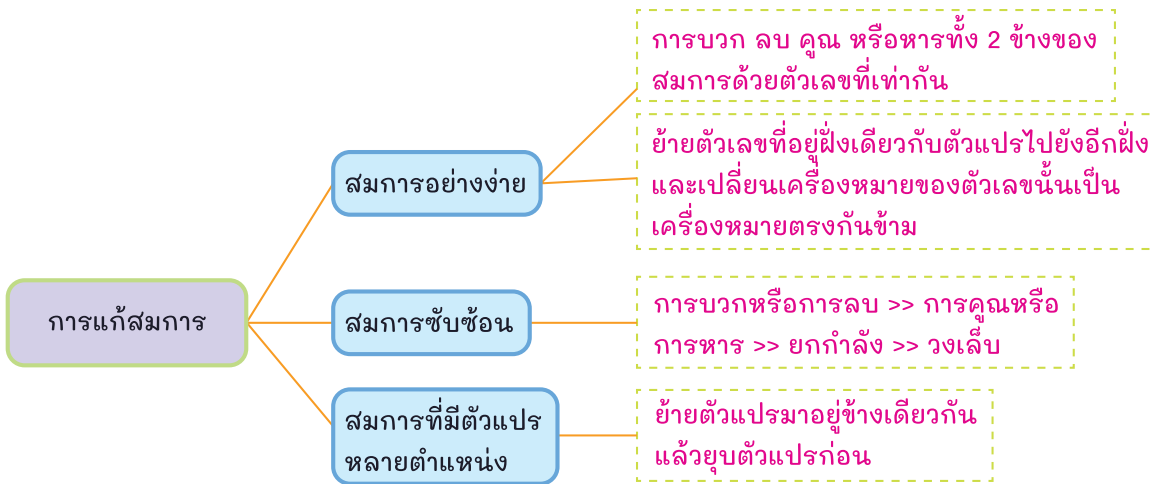 การแก้สมการ
สมการอย่างง่าย
การบวก ลบ คูณ หรือหารทั้ง 2 ข้างของ
สมการด้วยตัวเลขที่เท่ากัน
ย้ายตัวเลขที่อยู่ฝั่งเดียวกับตัวแปรไปยังอีกฝั่ง
และเปลี่ยนเครื่องหมายของตัวเลขนั้นเป็น
เครื่องหมายตรงกันข้าม
สมการซับซ้อน
การบวกหรือการลบ >> การคูณหรือ
การหาร >> ยกกำลัง >> วงเล็บ
สมการที่มีตัวแปร
หลายตำแหน่ง
ย้ายตัวแปรมาอยู่ข้างเดียวกัน
แล้วยุบตัวแปรก่อน